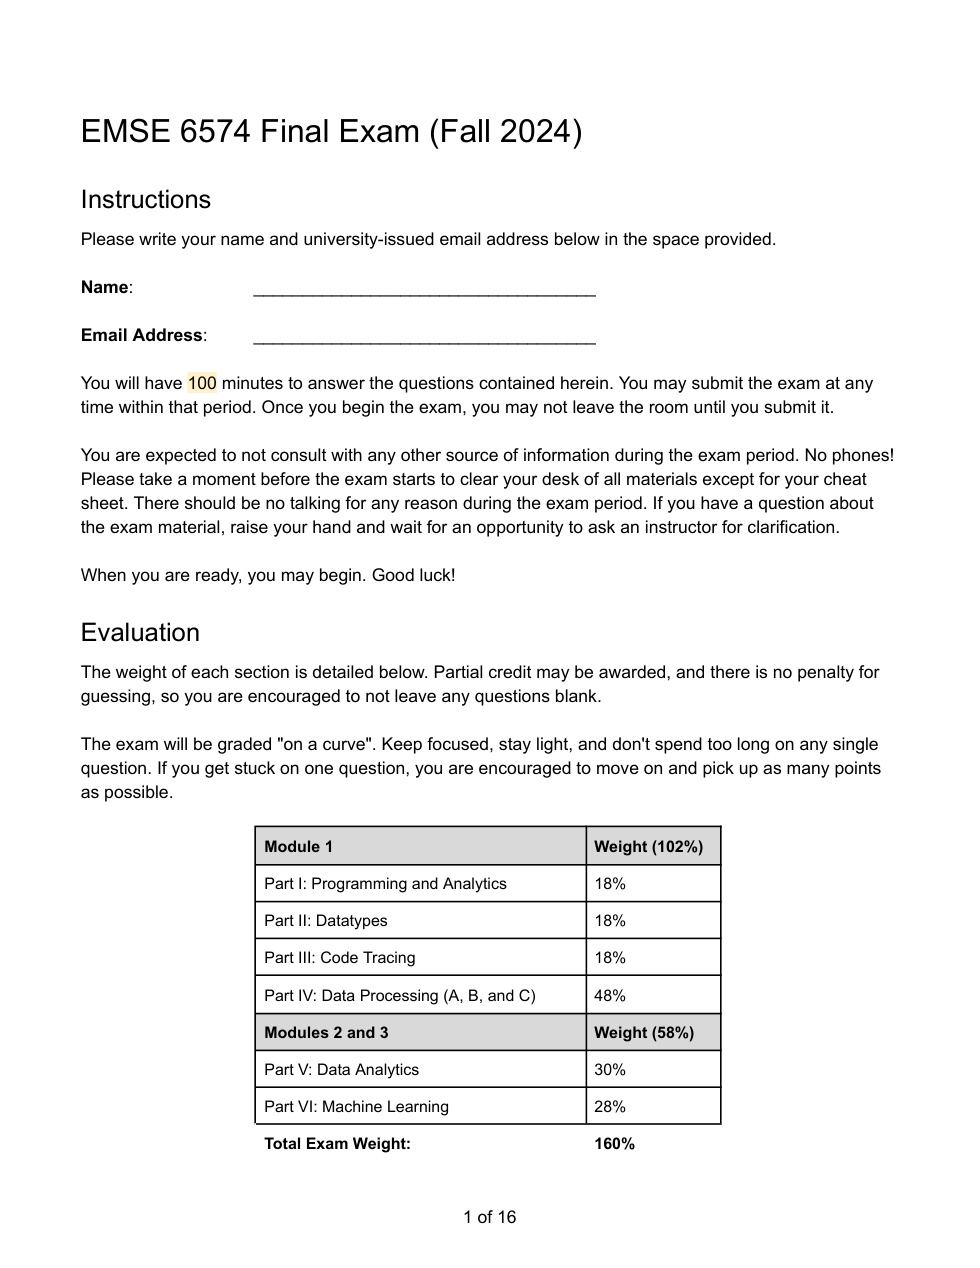 EMSE 6574 Final Exam (Fall 2024)
Instructions
Please write your name and university-issued email address below in the space provided.
Name: ___________________________________
Email Address: ___________________________________
You will have 100 minutes to answer the questions contained herein. You may submit the exam at any
time within that period. Once you begin the exam, you may not leave the room until you submit it.
You are expected to not consult with any other source of information during the exam period. No phones!
Please take a moment before the exam starts to clear your desk of all materials except for your cheat
sheet. There should be no talking for any reason during the exam period. If you have a question about
the exam material, raise your hand and wait for an opportunity to ask an instructor for clarification.
When you are ready, you may begin. Good luck!
Evaluation
The weight of each section is detailed below. Partial credit may be awarded, and there is no penalty for
guessing, so you are encouraged to not leave any questions blank.
The exam will be graded "on a curve". Keep focused, stay light, and don't spend too long on any single
question. If you get stuck on one question, you are encouraged to move on and pick up as many points
as possible.
Module 1 Weight (102%)
Part I: Programming and Analytics 18%
Part II: Datatypes 18%
Part III: Code Tracing 18%
Part IV: Data Processing (A, B, and C) 48%
Modules 2 and 3 Weight (58%)
Part V: Data Analytics 30%
Part VI: Machine Learning 28%
Total Exam Weight: 160%
1 of 16